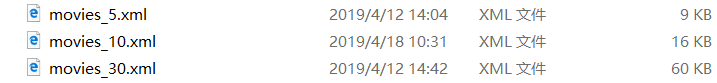 movies_5.xml 2019/4/12 14:04 XML 文件 9 KB
movies_10.xml 2019/4/18 10:31 XML 文件 16 KB
movies_30.xml 2019/4/12 14:42 XML 文件 60 KB